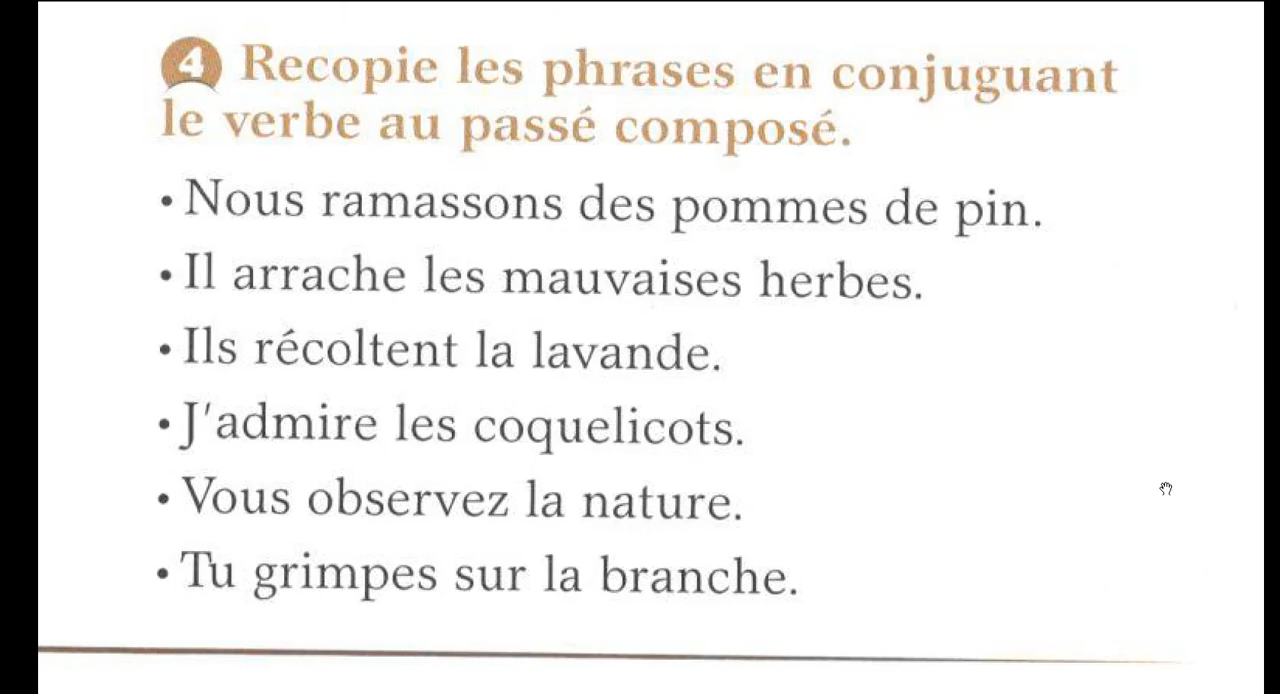 4 Recopie les phrases en conjuguant
le verbe au passé composé.
• Nous ramassons des pommes de pin.
• Il arrache les mauvaises herbes.
• Ils récoltent la lavande.
• J'admire les coquelicots.
• Vous observez la nature.
• Tu grimpes sur la branche.